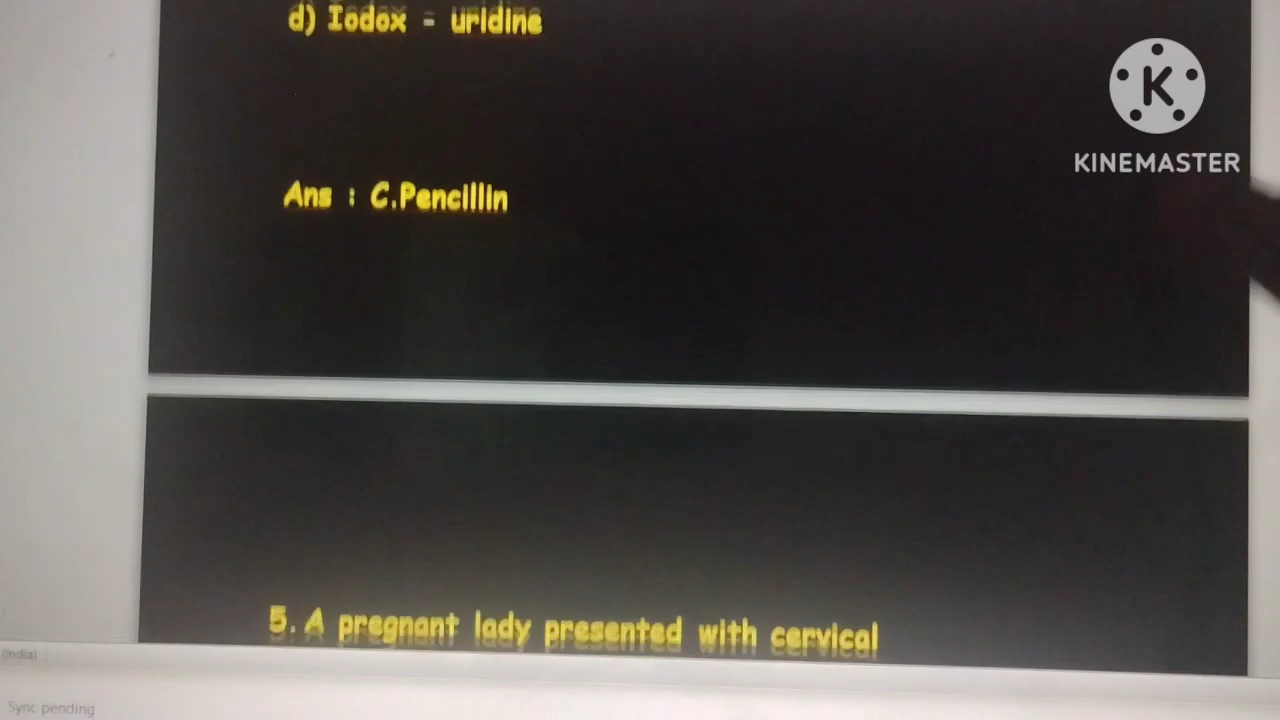 d) Iodox - uridine
K
KINEMASTER
Ans : C.Pencillin
5. A pregnant lady presented with cervical
(India)
Sync pending